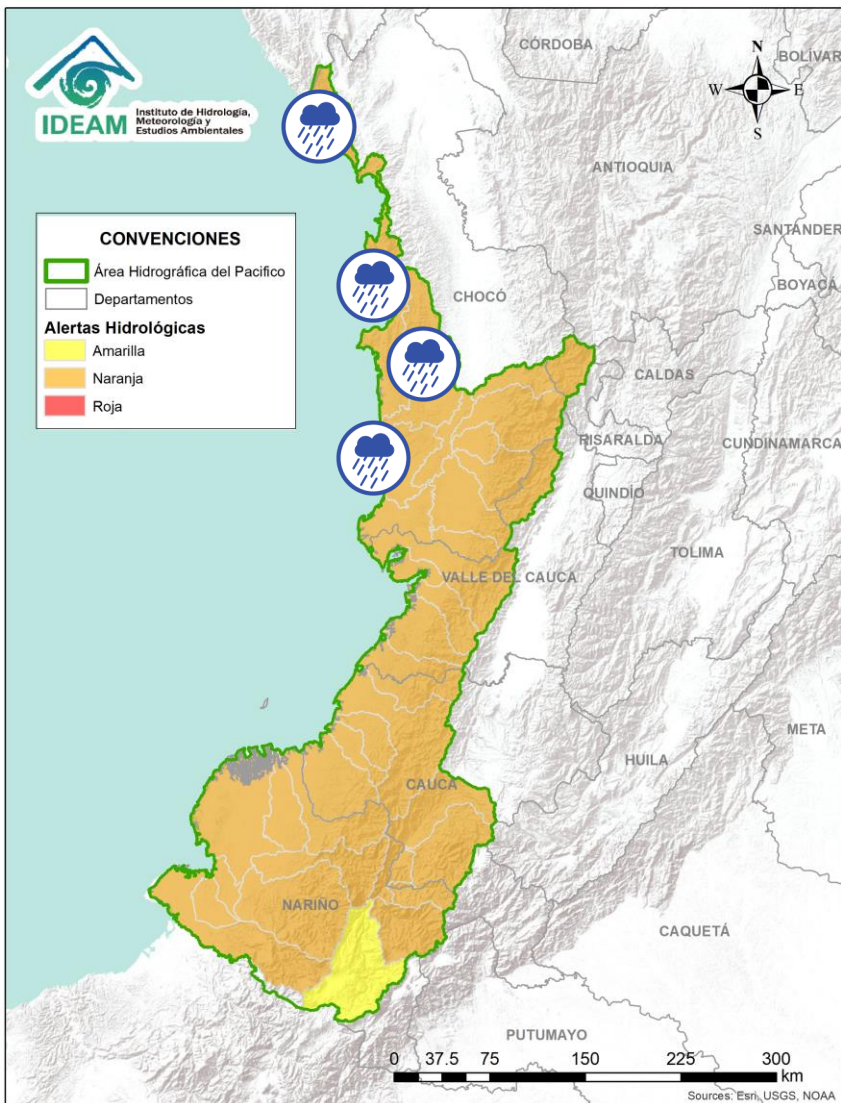 CÓRDOBA
BOLÍVAR
N
W E
S
IDEAM
Instituto de Hidrología,
Meteorología y
Estudios Ambientales
ANTIOQUIA
SANTANDER
CONVENCIONES
Área Hidrográfica del Pacifico
Departamentos
Alertas Hidrológicas
Amarilla
Naranja
Roja
BOYACÁ
CHOCÓ
CALDAS
RISARALDA
CUNDINAMARCA
QUINDÍO
TOLIMA
VALLE DEL CAUCA
META
HUILA
CAUCA
NARIÑO
CAQUETÁ
PUTUMAYO
0 37.5 75 150 225 300
km
Sources: Esri, USGS, NOAA